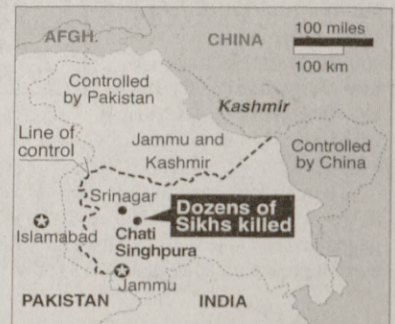 AFGH.
CHINA
100 miles
100 km
Controlled
by Pakistan
Kashmir
Line of
control
Jammu and
Kashmir
Controlled
by China
Srinagar
Dozens of
Sikhs killed
Islamabad
Chati
Singhpura
Jammu
PAKISTAN
INDIA